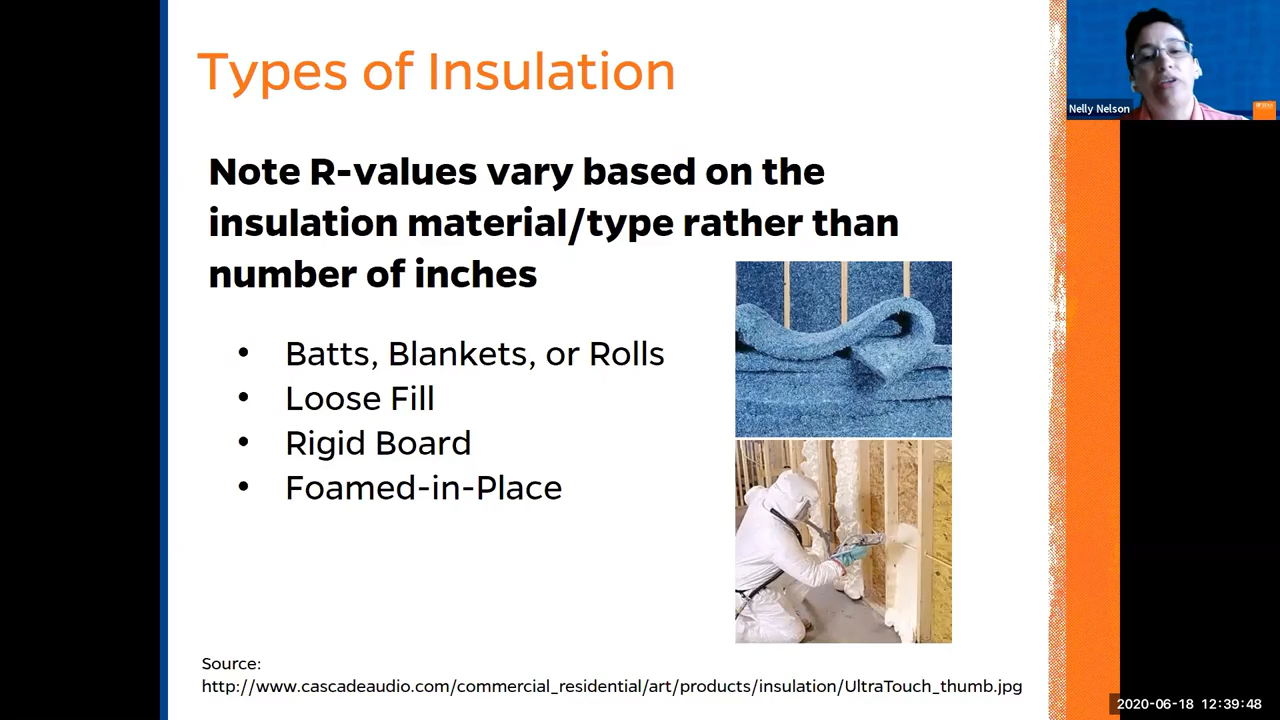 Types of Insulation
Nelly Nelson
Note R-values vary based on the
insulation material/type rather than
number of inches
• Batts, Blankets, or Rolls
• Loose Fill
• Rigid Board
• Foamed-in-Place
Source:
http://www.cascadeaudio.com/commercial_residential/art/products/insulation/UltraTouch_thumb.jpg
2020-06-18 12:39:48